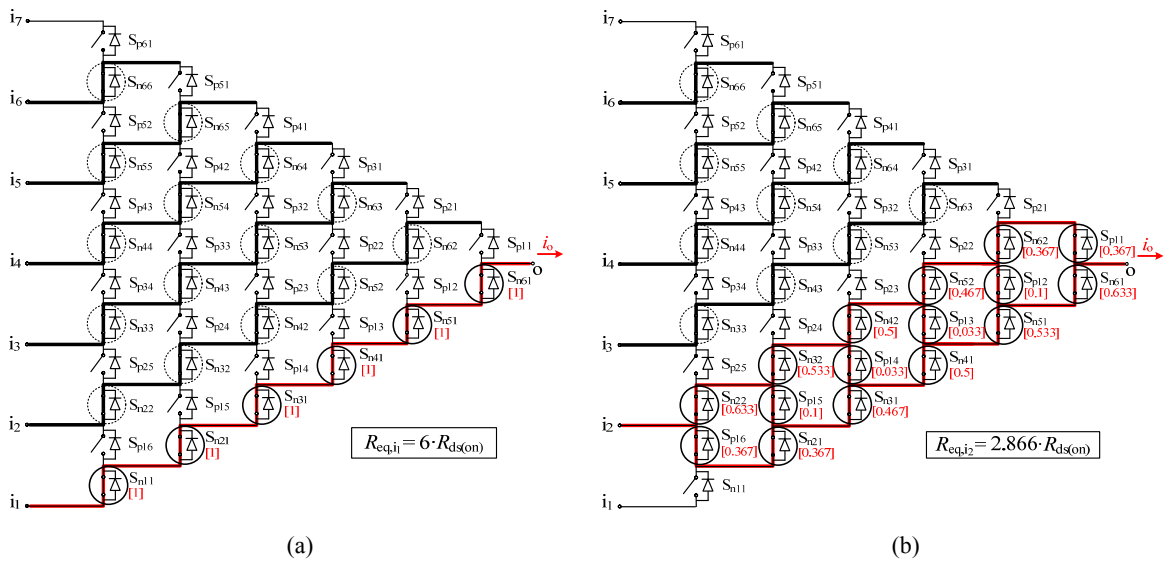 i7
Sp61
Sn66
Sp51
i6
Sp52
Sn65
Sp41
Sn55
Sp42
Sn64
Sp31
i5
Sp43
Sn54
Sp32
Sn63
Sp21
Sn44
Sp33
Sn53
Sp22
Sn62
Sp11
io
i4
o
Sp34
Sn43
Sp23
Sn52
Sp12
Sn61
[1]
Sn33
Sp24
Sn42
Sp13
Sn51
[1]
i3
Sp25
Sn32
Sp14
Sn41
[1]
Sn22
Sp15
Sn31
[1]
i2
Sp16
Sn21
[1]
Req,i1 = 6·Rds(on)
Sn11
[1]
i1
(a)
i7
Sp61
Sn66
Sp51
i6
Sp52
Sn65
Sp41
Sn55
Sp42
Sn64
Sp31
i5
Sp43
Sn54
Sp32
Sn63
Sp21
Sn44
Sp33
Sn53
Sp22
Sn62
[0.367]
Sp11
[0.367]
io
i4
o
Sp34
Sn43
Sp23
Sn52
[0.467]
Sp12
[0.1]
Sn61
[0.633]
Sn33
Sp24
Sn42
[0.5]
Sp13
[0.033]
Sn51
[0.533]
i3
Sp25
Sn32
[0.533]
Sp14
[0.033]
Sn41
[0.5]
Sn22
[0.633]
Sp15
[0.1]
Sn31
[0.467]
i2
Sp16
[0.367]
Sn21
[0.367]
Req,i2 = 2.866·Rds(on)
Sn11
i1
(b)